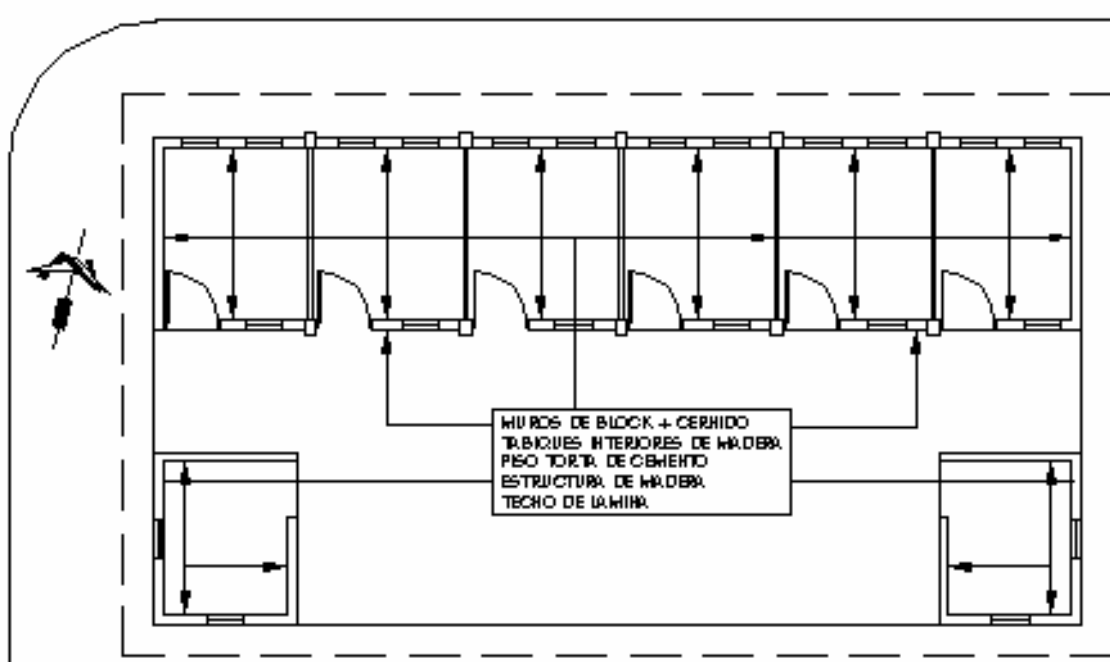 MUROS DE BLOCK + CERNIDO
TABIQUES INTERIORES DE MADERA
PISO TORTA DE CEMENTO
ESTRUCTURA DE MADERA
TECHO DE LAMINA